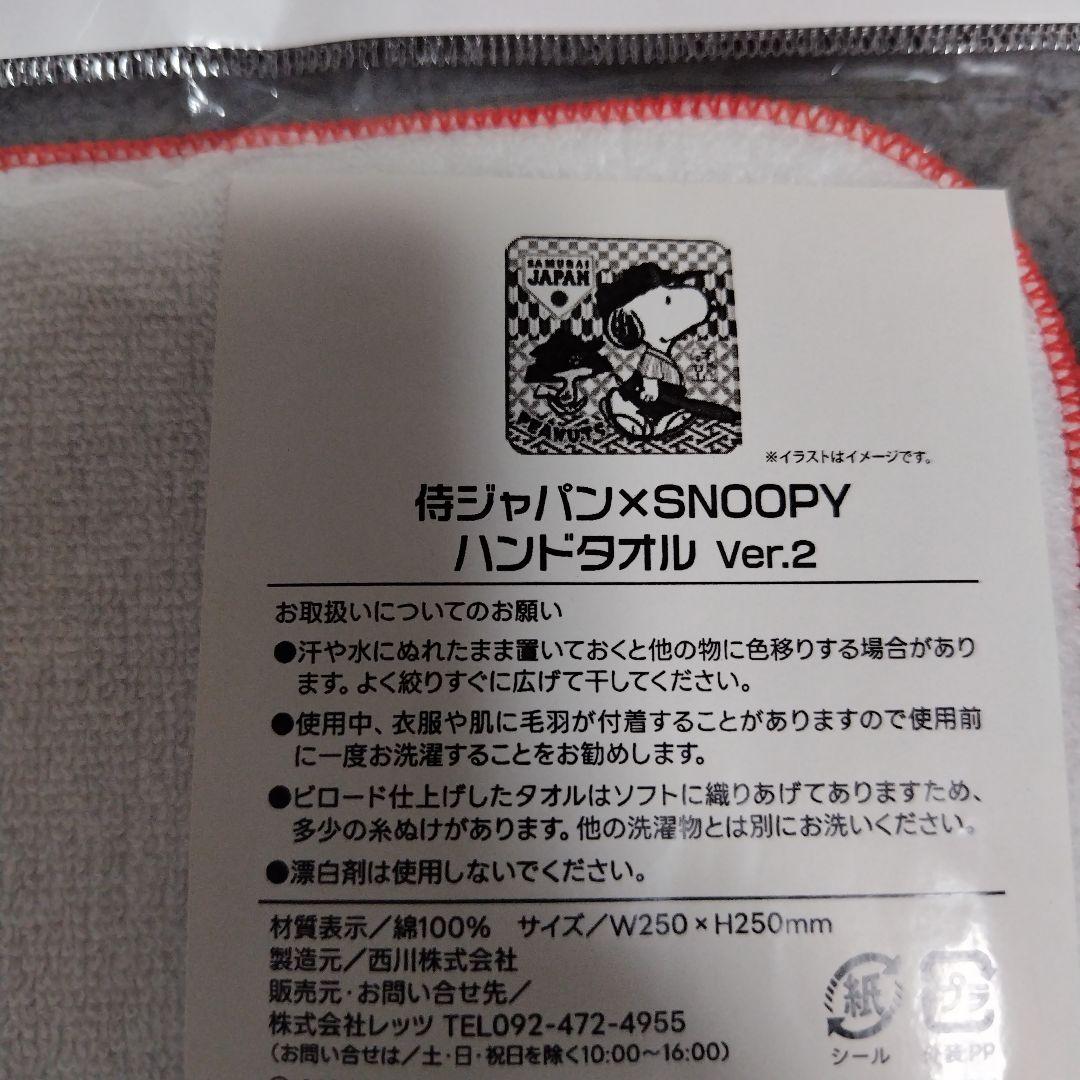 SAMURAI
JAPAN
PEANUTS
※イラストはイメージです。
侍ジャパン×SNOOPY
ハンドタオル Ver.2
お取扱いについてのお願い
●汗や水にぬれたまま置いておくと他の物に色移りする場合があり
ます。よく絞りすぐに広げて干してください。
●使用中、衣服や肌に毛羽が付着することがありますので使用前
に一度お洗濯することをお勧めします。
●ビロード仕上げしたタオルはソフトに織りあげてありますため、
多少の糸ぬけがあります。他の洗濯物とは別にお洗いください。
●漂白剤は使用しないでください。
材質表示/綿100% サイズ/W250×H250mm
製造元/西川株式会社
販売元・お問い合せ先/
株式会社レッツ TEL092-472-4955
(お問い合せは/土・日・祝日を除く10:00〜16:00)
紙
シール
プラ
外装PP